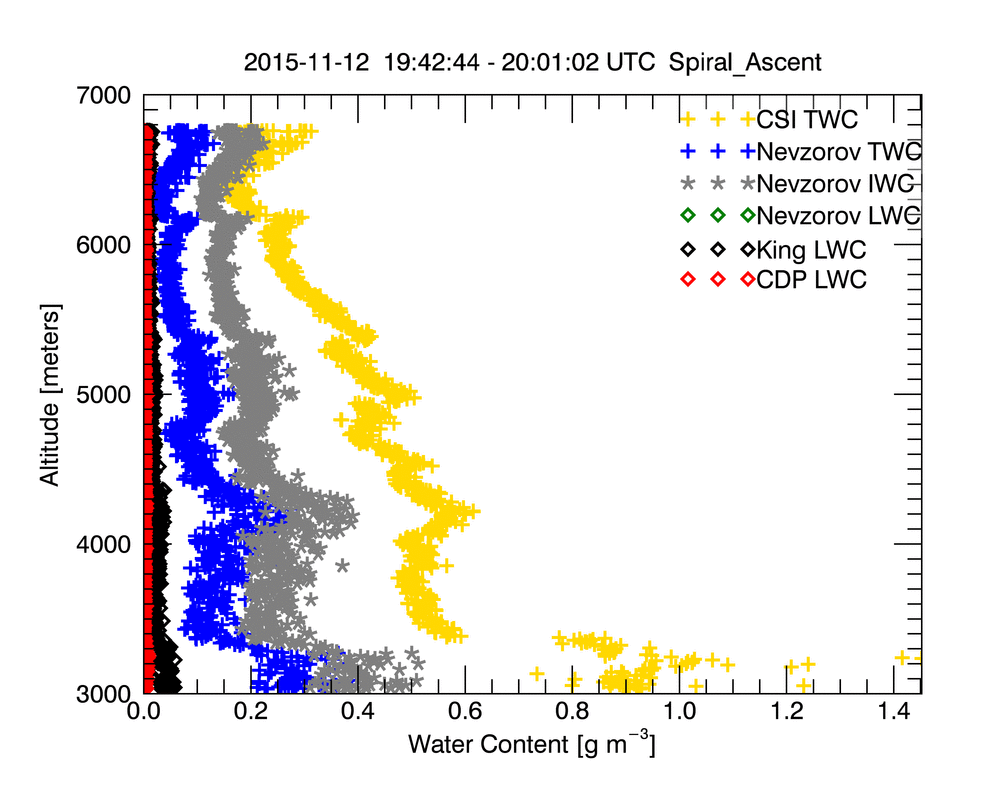 2015-11-12 19:42:44 - 20:01:02 UTC Spiral_Ascent
7000
6000
5000
4000
3000
Altitude [meters]
CSI TWC
Nevzorov TWC
Nevzorov IWC
Nevzorov LWC
King LWC
CDP LWC
0.0 0.2 0.4 0.6 0.8 1.0 1.2 1.4
Water Content [g m⁻³]